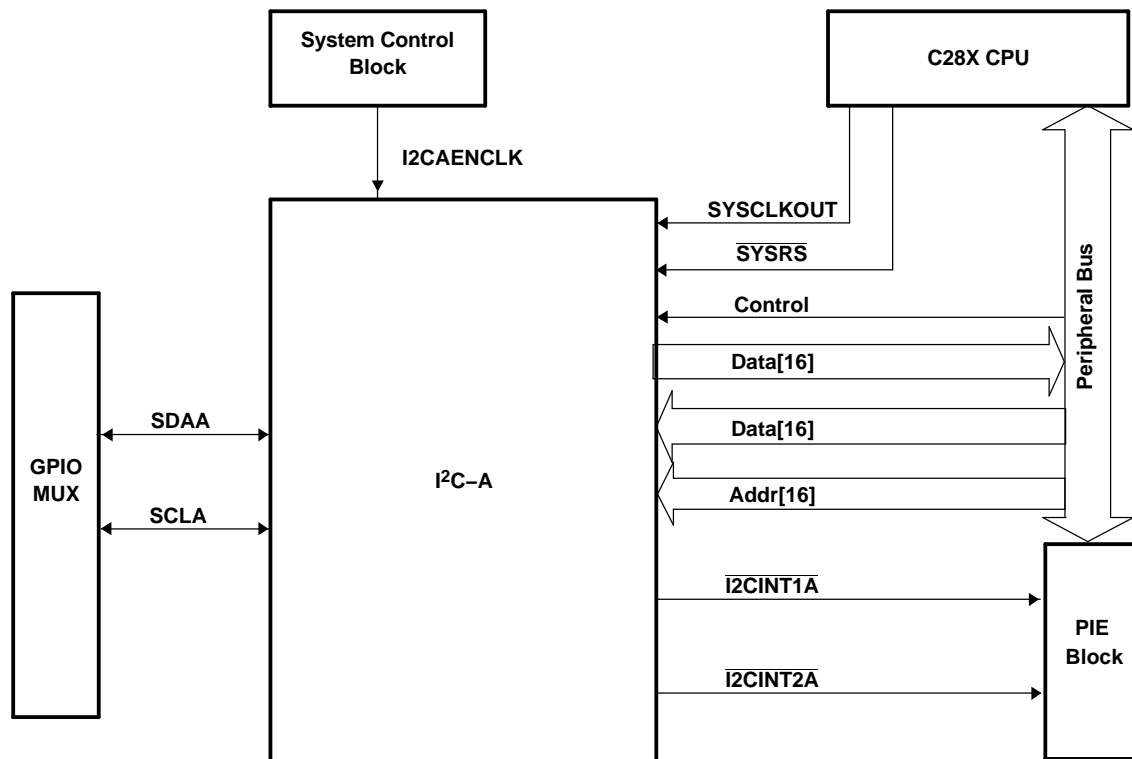 System Control
Block
C28X CPU
I2CAENCLK
SYSCLKOUT
SYSRS
Control
Data[16]
Data[16]
Addr[16]
Peripheral Bus
SDAA
SCLA
GPIO
MUX
I²C−A
I2CINT1A
I2CINT2A
PIE
Block